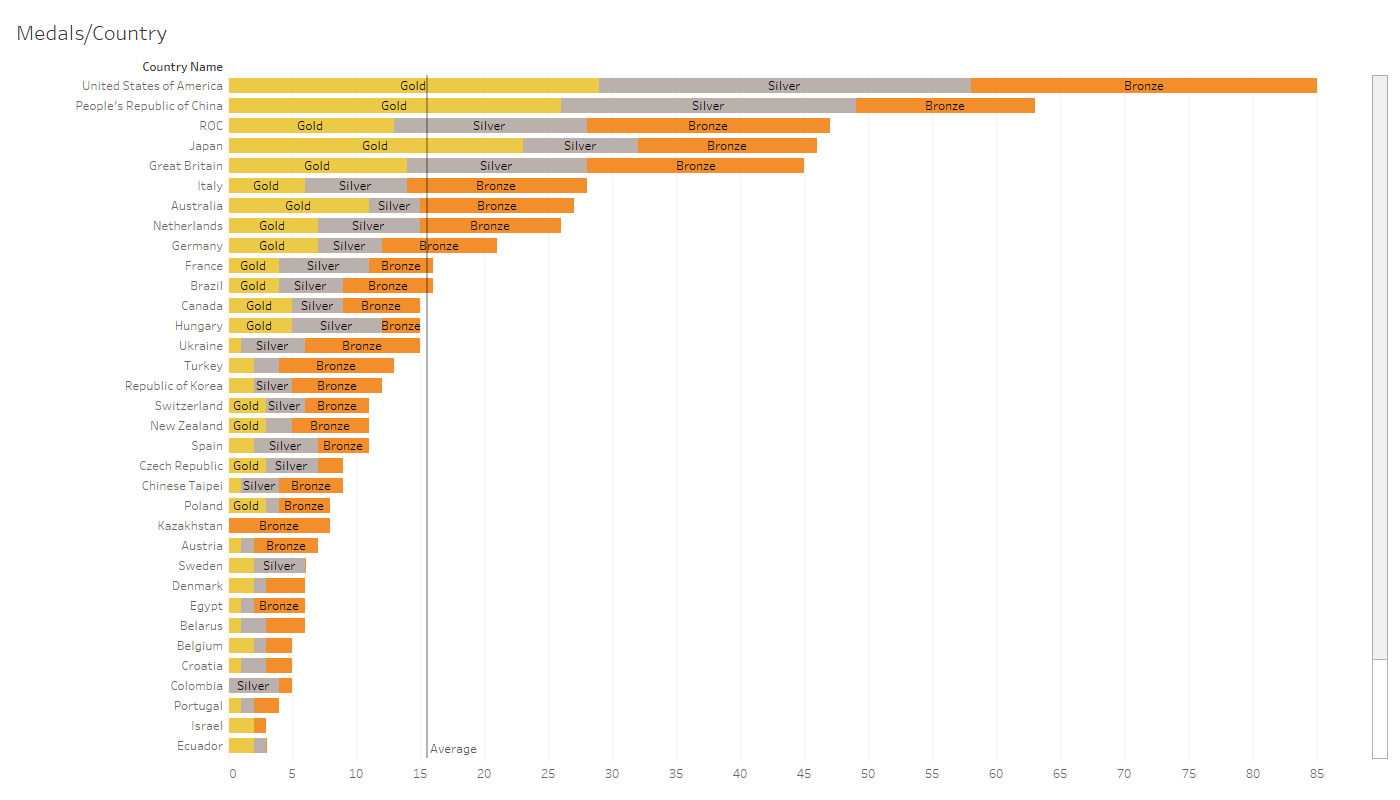 Medals/Country
Country Name
United States of America Gold Silver Bronze
People's Republic of China Gold Silver Bronze
ROC Gold Silver Bronze
Japan Gold Silver Bronze
Great Britain Gold Silver Bronze
Italy Gold Silver Bronze
Australia Gold Silver Bronze
Netherlands Gold Silver Bronze
Germany Gold Silver Bronze
France Gold Silver Bronze
Brazil Gold Silver Bronze
Canada Gold Silver Bronze
Hungary Gold Silver Bronze
Ukraine Silver Bronze
Turkey Bronze
Republic of Korea Silver Bronze
Switzerland Gold Silver Bronze
New Zealand Gold Bronze
Spain Silver Bronze
Czech Republic Gold Silver
Chinese Taipei Silver Bronze
Poland Gold Bronze
Kazakhstan Bronze
Austria Bronze
Sweden Silver
Denmark
Egypt Bronze
Belarus
Belgium
Croatia
Colombia Silver
Portugal
Israel
Ecuador
Average
0 5 10 15 20 25 30 35 40 45 50 55 60 65 70 75 80 85